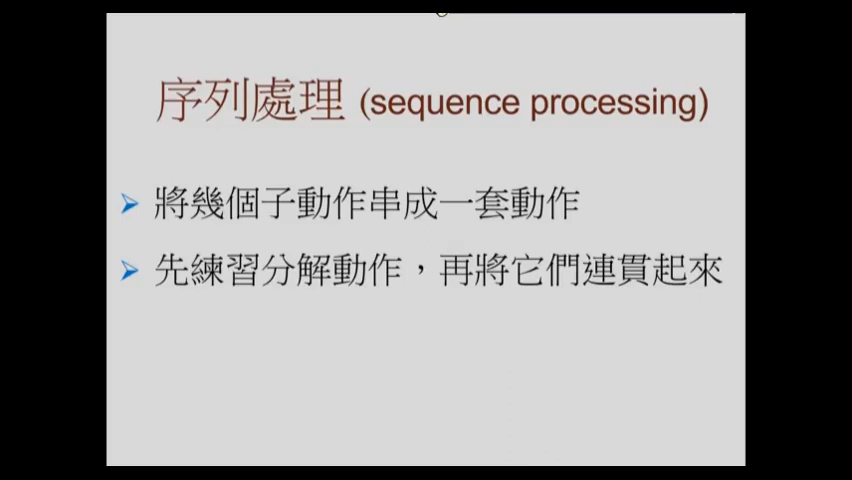 序列處理 (sequence processing)
將幾個子動作串成一套動作
先練習分解動作，再將它們連貫起來